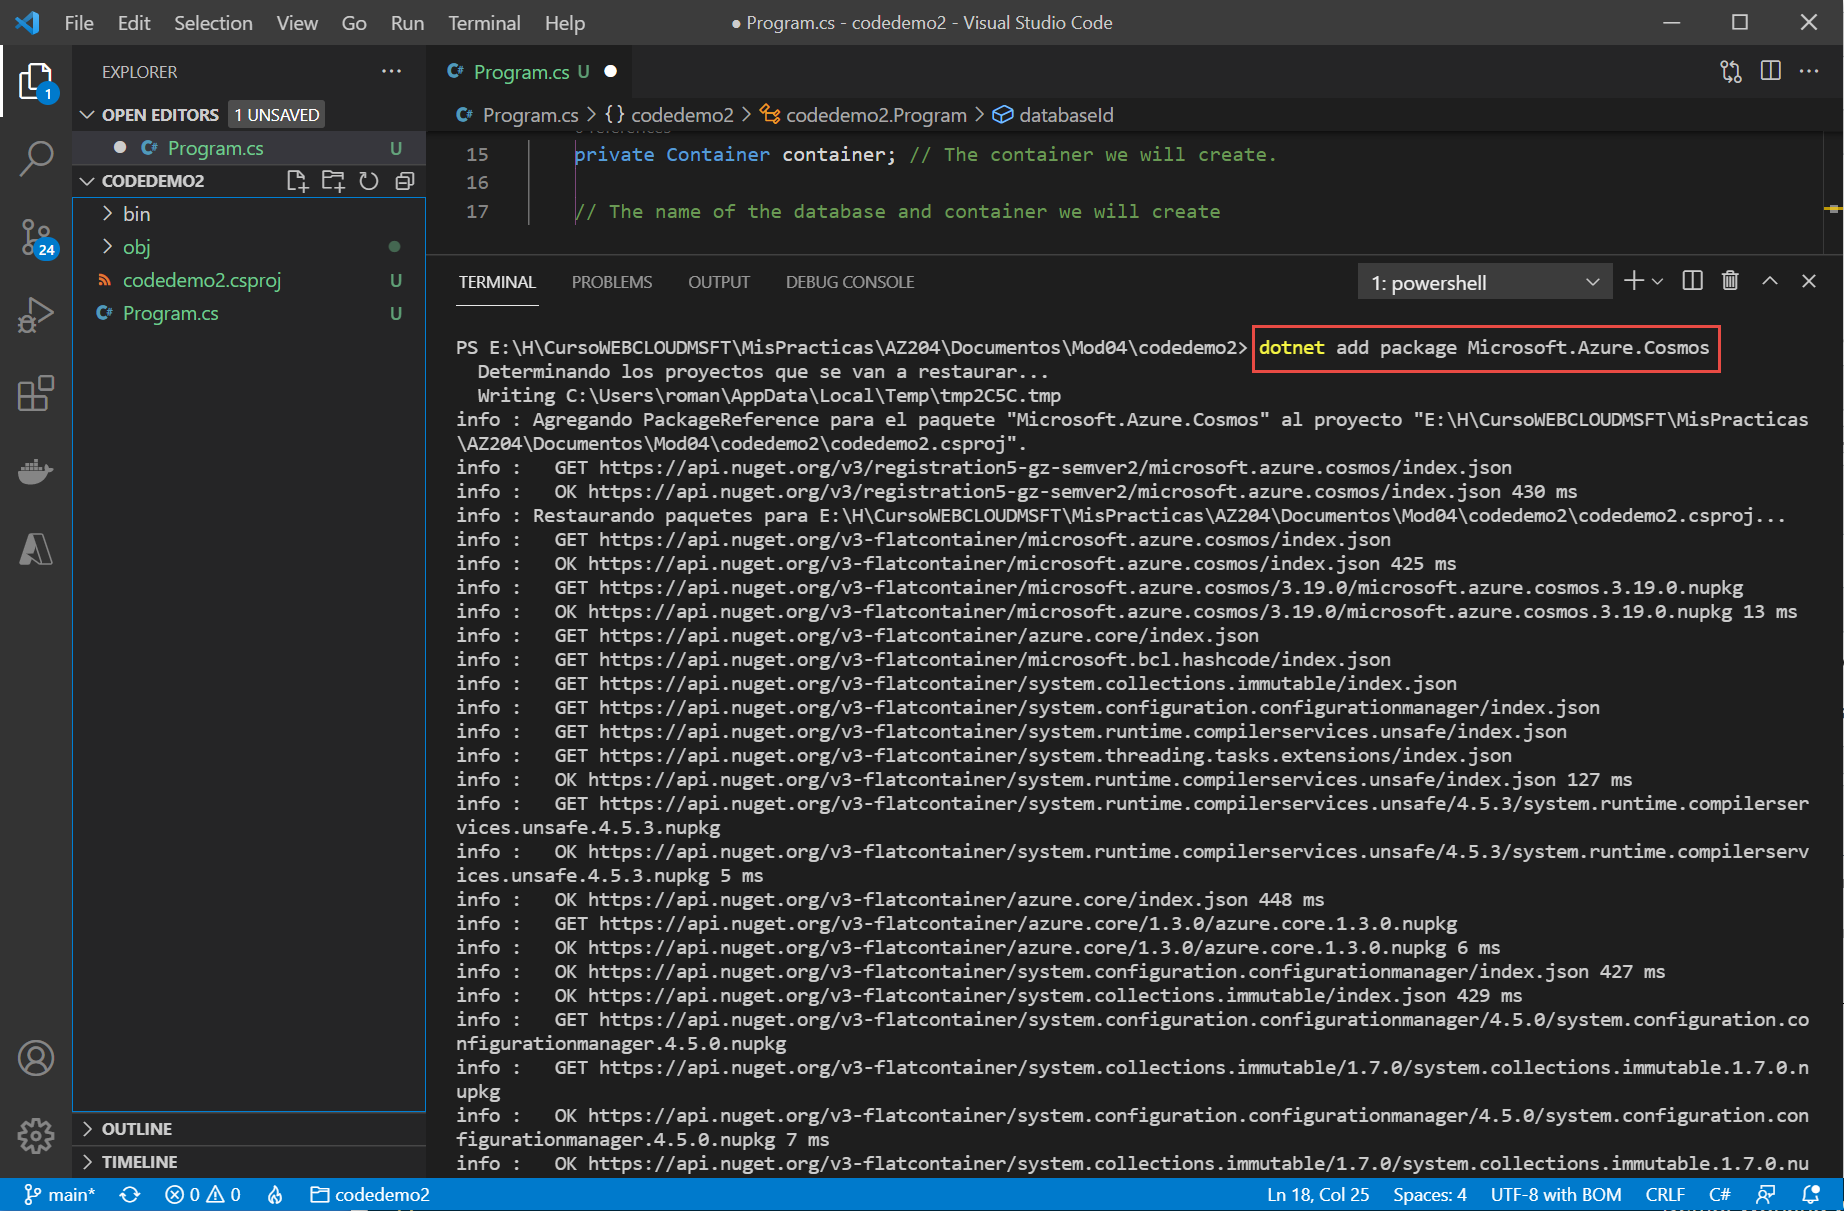 File Edit Selection View Go Run Terminal Help
● Program.cs - codedemo2 - Visual Studio Code
EXPLORER
1
OPEN EDITORS 1 UNSAVED
Program.cs U
CODEDEMO2
bin
24
obj
codedemo2.csproj U
Program.cs U
OUTLINE
TIMELINE
C# Program.cs U
C# Program.cs > {} codedemo2 > codedemo2.Program > databaseId
15 private Container container; // The container we will create.
16
17 // The name of the database and container we will create
TERMINAL PROBLEMS OUTPUT DEBUG CONSOLE 1: powershell
PS E:\H\CursoWEBCLOUDMSFT\MisPracticas\AZ204\Documentos\Mod04\codedemo2> dotnet add package Microsoft.Azure.Cosmos
Determinando los proyectos que se van a restaurar...
Writing C:\Users\roman\AppData\Local\Temp\tmp2C5C.tmp
info : Agregando PackageReference para el paquete "Microsoft.Azure.Cosmos" al proyecto "E:\H\CursoWEBCLOUDMSFT\MisPracticas
\AZ204\Documentos\Mod04\codedemo2\codedemo2.csproj".
info :   GET https://api.nuget.org/v3/registration5-gz-semver2/microsoft.azure.cosmos/index.json
info :   OK https://api.nuget.org/v3/registration5-gz-semver2/microsoft.azure.cosmos/index.json 430 ms
info : Restaurando paquetes para E:\H\CursoWEBCLOUDMSFT\MisPracticas\AZ204\Documentos\Mod04\codedemo2\codedemo2.csproj...
info :   GET https://api.nuget.org/v3-flatcontainer/microsoft.azure.cosmos/index.json
info :   OK https://api.nuget.org/v3-flatcontainer/microsoft.azure.cosmos/index.json 425 ms
info :   GET https://api.nuget.org/v3-flatcontainer/microsoft.azure.cosmos/3.19.0/microsoft.azure.cosmos.3.19.0.nupkg
info :   OK https://api.nuget.org/v3-flatcontainer/microsoft.azure.cosmos/3.19.0/microsoft.azure.cosmos.3.19.0.nupkg 13 ms
info :   GET https://api.nuget.org/v3-flatcontainer/azure.core/index.json
info :   GET https://api.nuget.org/v3-flatcontainer/microsoft.bcl.hashcode/index.json
info :   GET https://api.nuget.org/v3-flatcontainer/system.collections.immutable/index.json
info :   GET https://api.nuget.org/v3-flatcontainer/system.configuration.configurationmanager/index.json
info :   GET https://api.nuget.org/v3-flatcontainer/system.runtime.compilerservices.unsafe/index.json
info :   GET https://api.nuget.org/v3-flatcontainer/system.threading.tasks.extensions/index.json
info :   OK https://api.nuget.org/v3-flatcontainer/system.runtime.compilerservices.unsafe/index.json 127 ms
info :   GET https://api.nuget.org/v3-flatcontainer/system.runtime.compilerservices.unsafe/4.5.3/system.runtime.compilerser
vices.unsafe.4.5.3.nupkg
info :   OK https://api.nuget.org/v3-flatcontainer/system.runtime.compilerservices.unsafe/4.5.3/system.runtime.compilerserv
ices.unsafe.4.5.3.nupkg 5 ms
info :   OK https://api.nuget.org/v3-flatcontainer/azure.core/index.json 448 ms
info :   GET https://api.nuget.org/v3-flatcontainer/azure.core/1.3.0/azure.core.1.3.0.nupkg
info :   OK https://api.nuget.org/v3-flatcontainer/azure.core/1.3.0/azure.core.1.3.0.nupkg 6 ms
info :   OK https://api.nuget.org/v3-flatcontainer/system.configuration.configurationmanager/index.json 427 ms
info :   OK https://api.nuget.org/v3-flatcontainer/system.collections.immutable/index.json 429 ms
info :   GET https://api.nuget.org/v3-flatcontainer/system.configuration.configurationmanager/4.5.0/system.configuration.co
nfigurationmanager.4.5.0.nupkg
info :   GET https://api.nuget.org/v3-flatcontainer/system.collections.immutable/1.7.0/system.collections.immutable.1.7.0.n
upkg
info :   OK https://api.nuget.org/v3-flatcontainer/system.configuration.configurationmanager/4.5.0/system.configuration.con
figurationmanager.4.5.0.nupkg 7 ms
info :   OK https://api.nuget.org/v3-flatcontainer/system.collections.immutable/1.7.0/system.collections.immutable.1.7.0.nu
main* 0 0 codedemo2 Ln 18, Col 25 Spaces: 4 UTF-8 with BOM CRLF C#